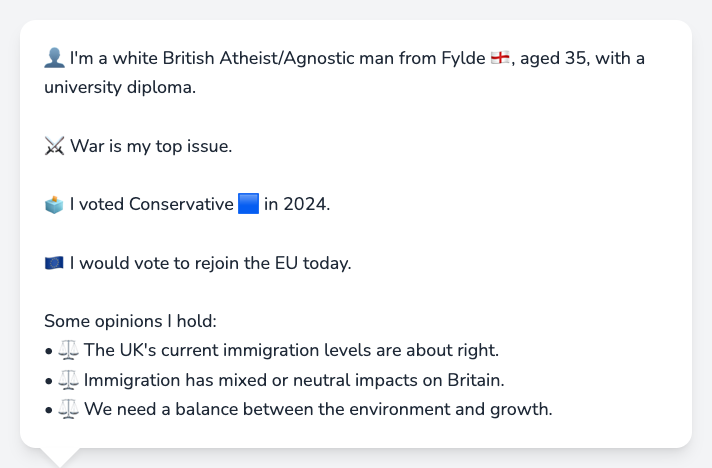 👤 I'm a white British Atheist/Agnostic man from Fylde 🏴󠁧󠁢󠁥󠁮󠁧󠁿, aged 35, with a
university diploma.
⚔️ War is my top issue.
🗳️ I voted Conservative 🟦 in 2024.
🇪🇺 I would vote to rejoin the EU today.
Some opinions I hold:
• ⚖️ The UK's current immigration levels are about right.
• ⚖️ Immigration has mixed or neutral impacts on Britain.
• ⚖️ We need a balance between the environment and growth.